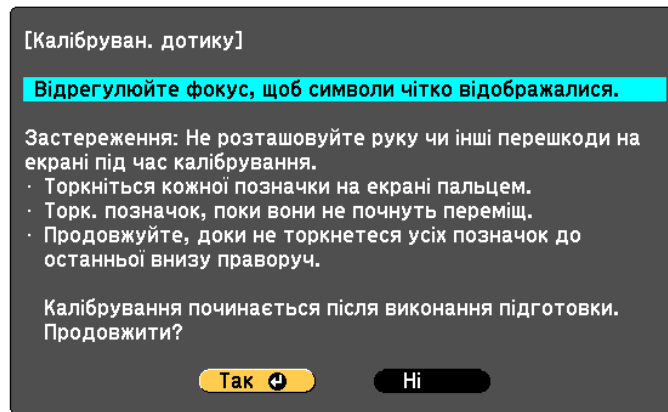 [Калібруван. дотику]
Відрегулюйте фокус, щоб символи чітко відображалися.
Застереження: Не розташовуйте руку чи інші перешкоди на
екрані під час калібрування.
· Торкніться кожної позначки на екрані пальцем.
· Торк. позначок, поки вони не почнуть переміщ.
· Продовжуйте, доки не торкнетеся усіх позначок до
останньої внизу праворуч.
Калібрування починається після виконання підготовки.
Продовжити?
Так Ні